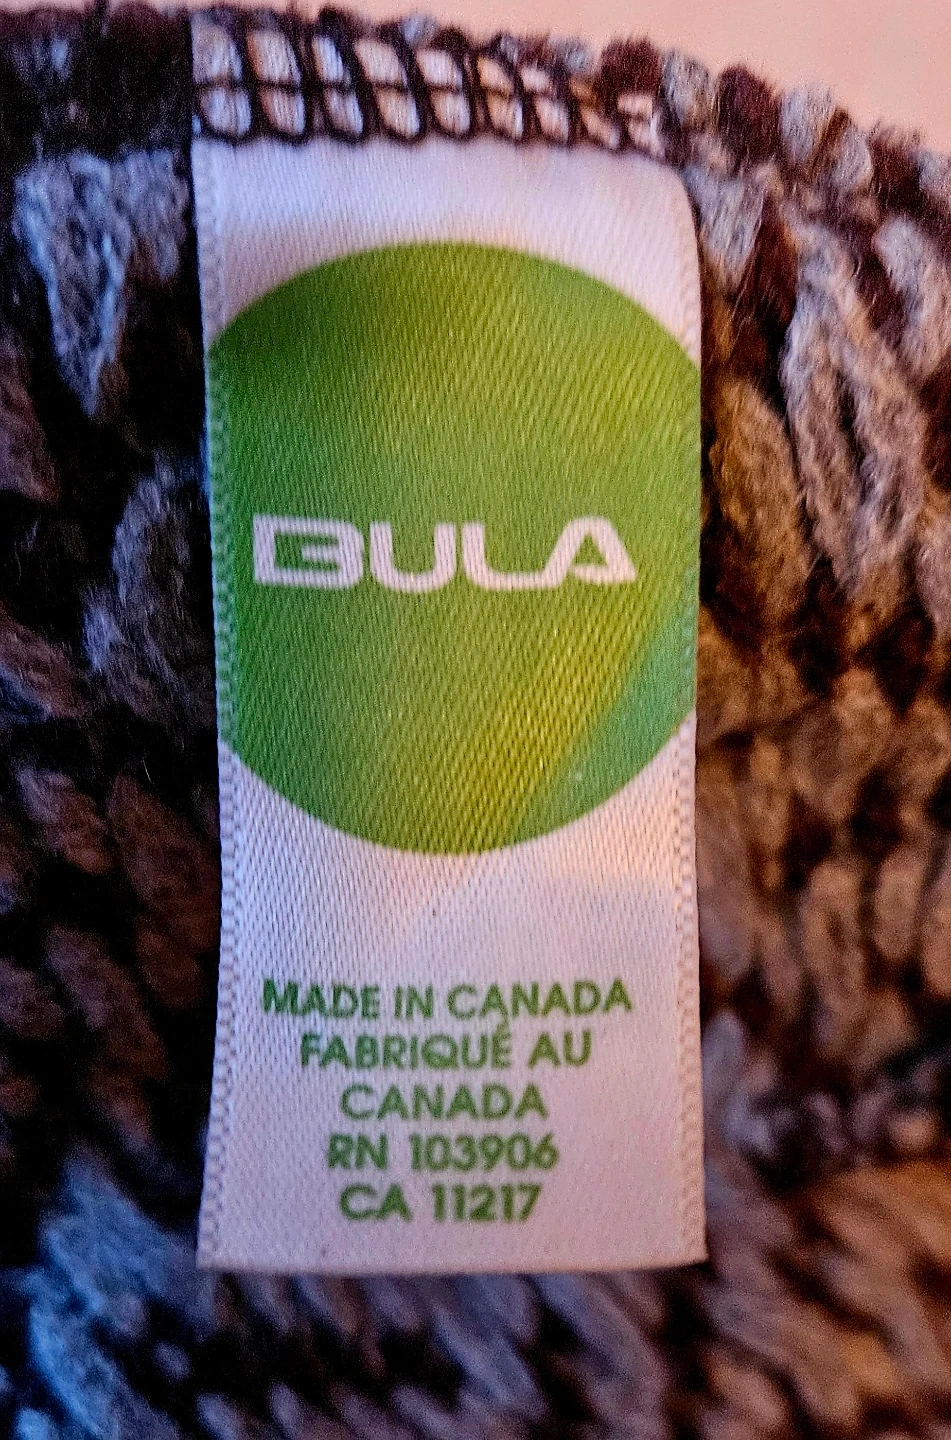 BULA
MADE IN CANADA
FABRIQUÉ AU
CANADA
RN 103906
CA 11217